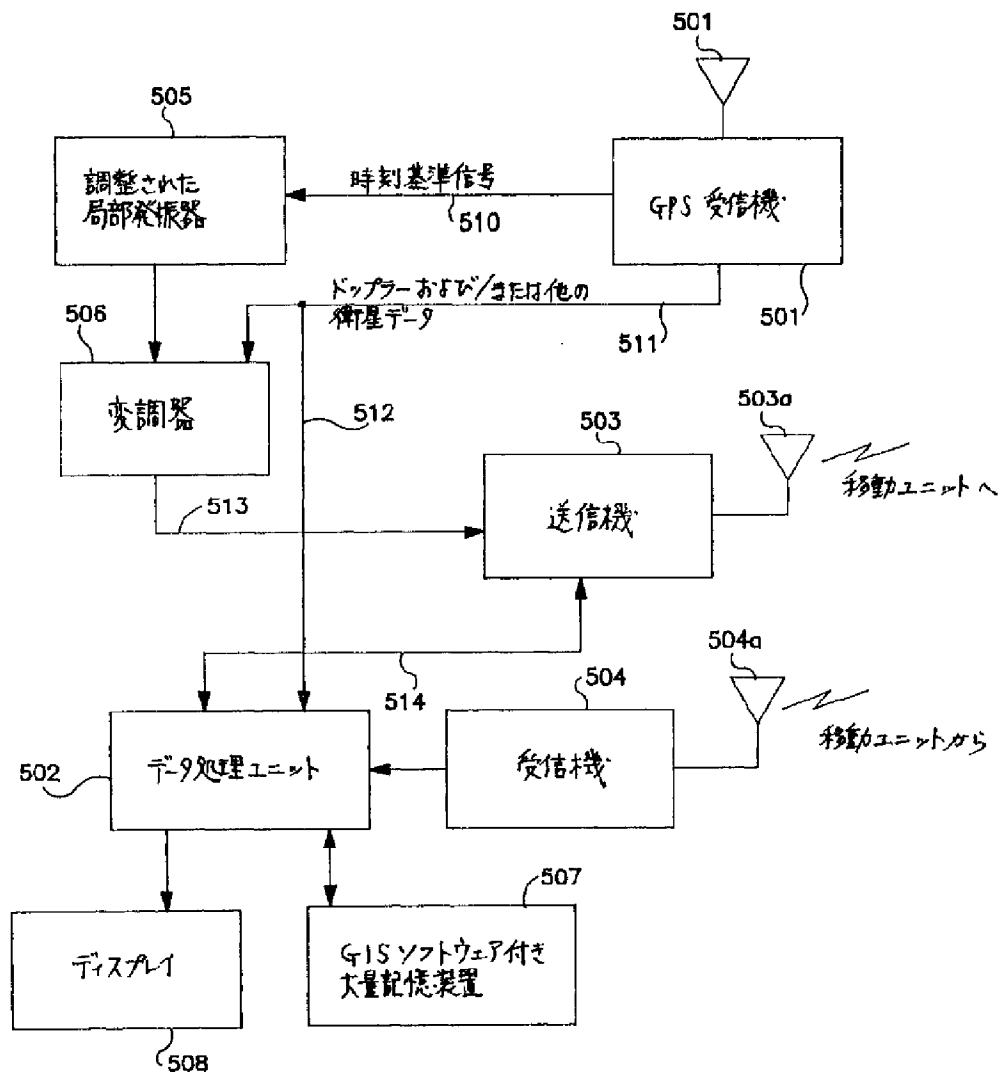 501
505
調整された
局部発振器
時刻基準信号
510
GPS 受信機
501
ドップラーおよび/または他の
衛星データ
511
506
変調器
512
503
503a
送信機
移動ユニットへ
513
514
504
504a
受信機
移動ユニットから
502
データ処理ユニット
507
ディスプレイ
GISソフトウェア付き
大量記憶装置
508